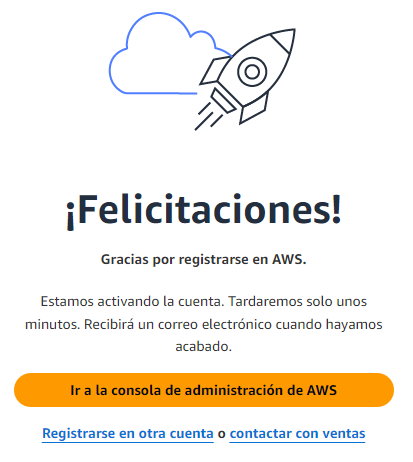 ¡Felicitaciones!
Gracias por registrarse en AWS.
Estamos activando la cuenta. Tardaremos solo unos
minutos. Recibirá un correo electrónico cuando hayamos
acabado.
Ir a la consola de administración de AWS
Registrarse en otra cuenta o contactar con ventas